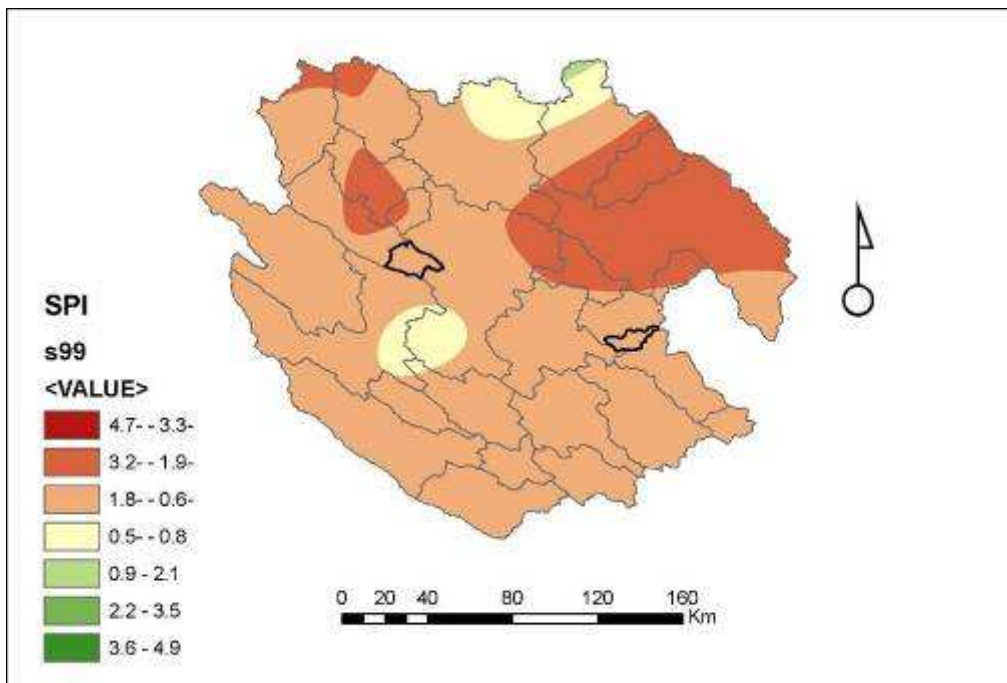 SPI
s99
<VALUE>
4.7- - 3.3-
3.2- - 1.9-
1.8- - 0.6-
0.5- - 0.8
0.9 - 2.1
2.2 - 3.5
3.6 - 4.9
0 20 40 80 120 160
Km